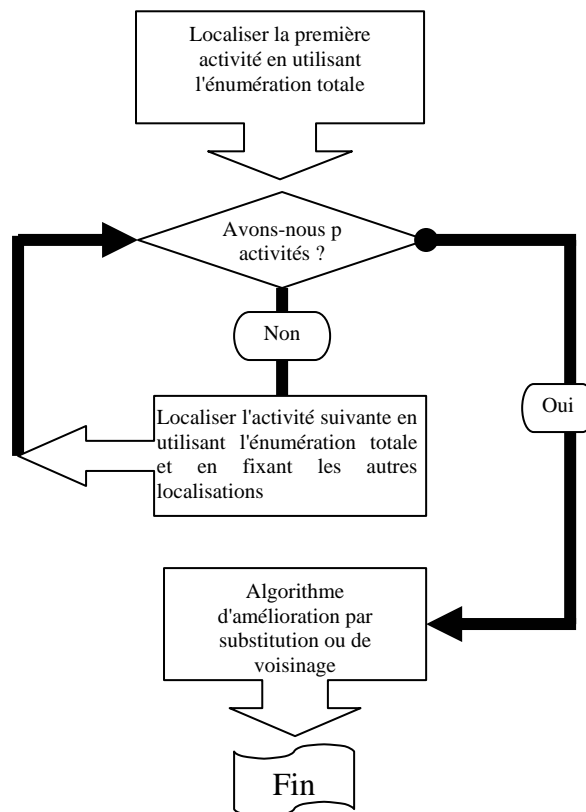 Localiser la première
activité en utilisant
l'énumération totale
Avons-nous p
activités ?
Non
Oui
Localiser l'activité suivante en
utilisant l'énumération totale
et en fixant les autres
localisations
Algorithme
d'amélioration par
substitution ou de
voisinage
Fin